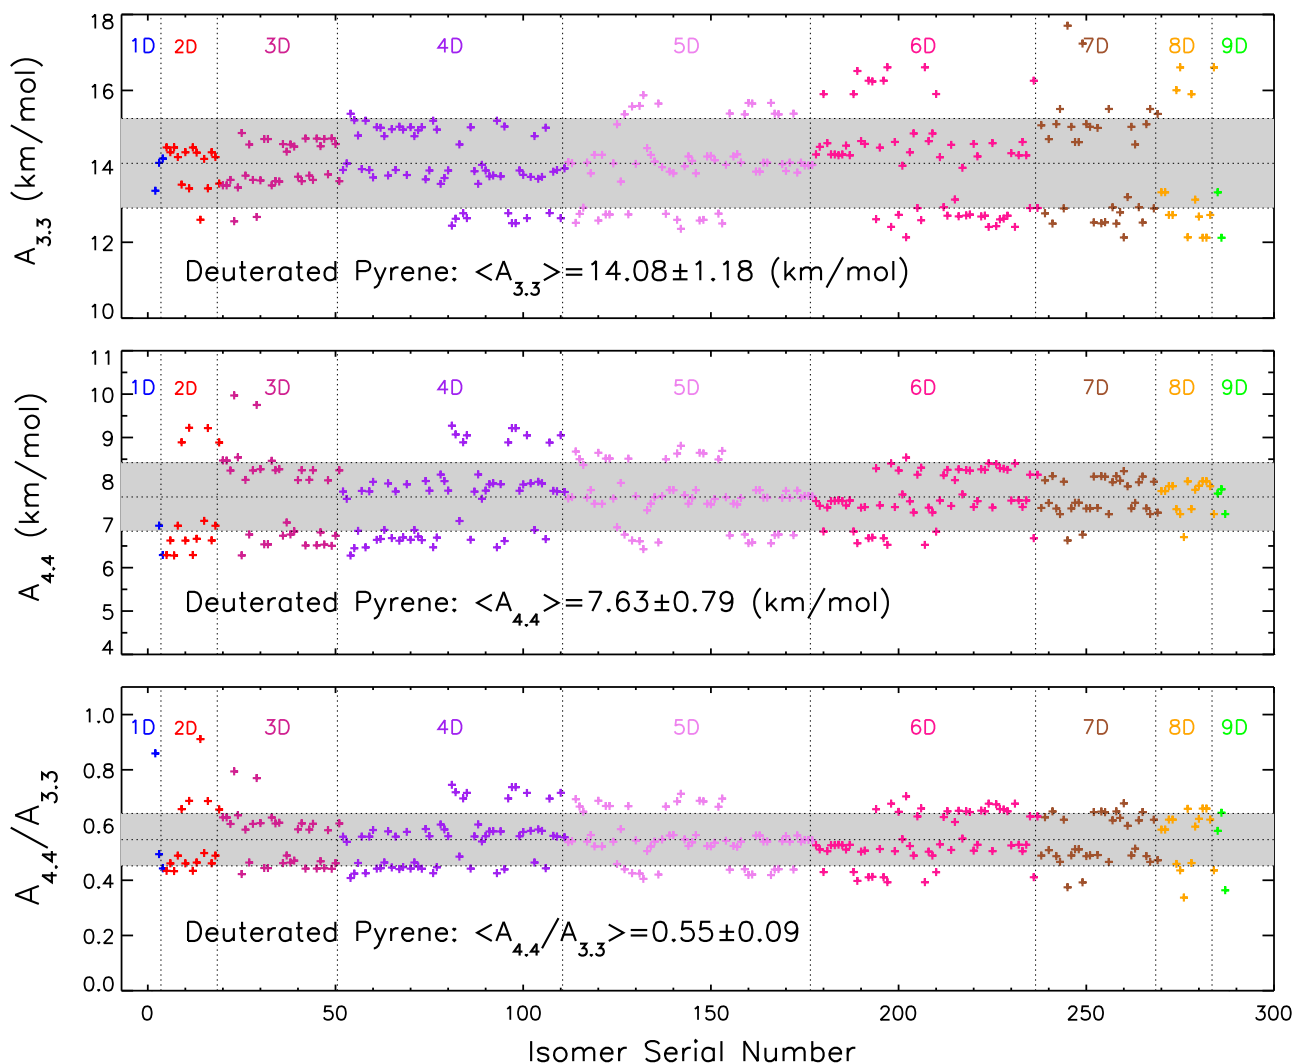 18
16
14
12
10
A3.3 (km/mol)
1D 2D 3D 4D 5D 6D 7D 8D 9D
Deuterated Pyrene: <A3.3>=14.08±1.18 (km/mol)
11
10
9
8
7
6
5
4
A4.4 (km/mol)
1D 2D 3D 4D 5D 6D 7D 8D 9D
Deuterated Pyrene: <A4.4>=7.63±0.79 (km/mol)
1.0
0.8
0.6
0.4
0.2
0.0
A4.4/A3.3
1D 2D 3D 4D 5D 6D 7D 8D 9D
Deuterated Pyrene: <A4.4/A3.3>=0.55±0.09
0 50 100 150 200 250 300
Isomer Serial Number